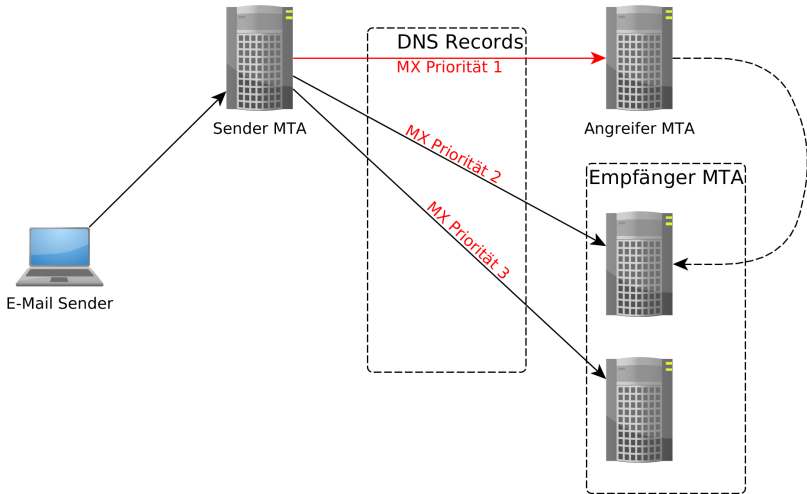 DNS Records
MX Priorität 1
Sender MTA
Angreifer MTA
MX Priorität 2
Empfänger MTA
MX Priorität 3
E-Mail Sender